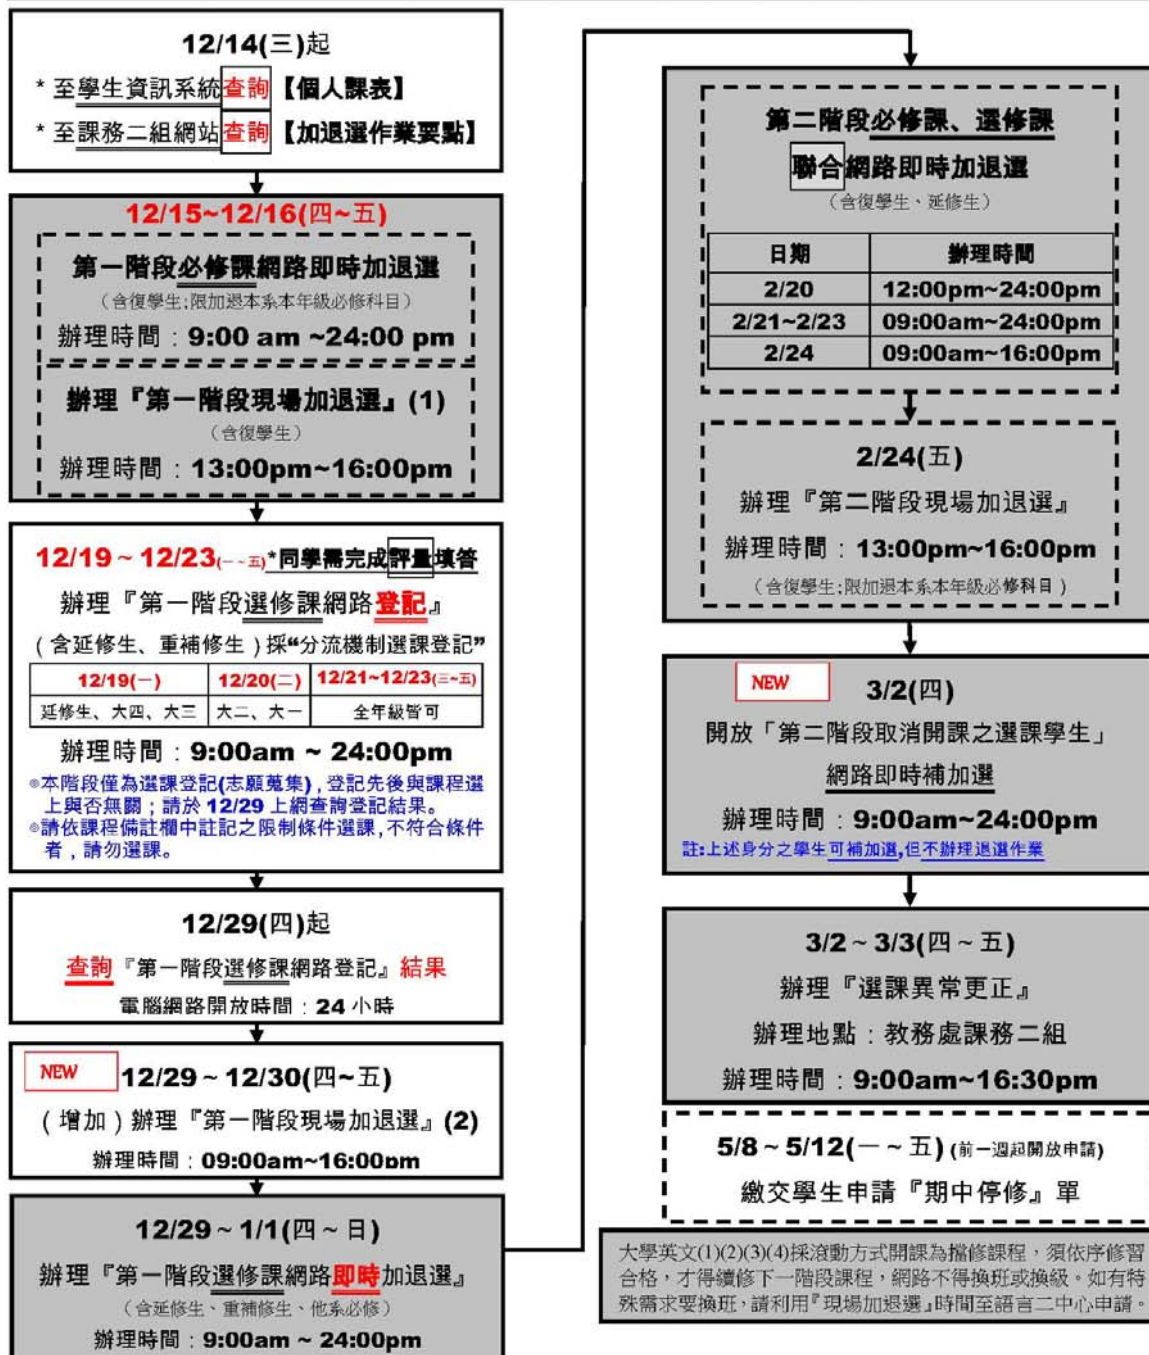 12/14(三)起
* 至學生資訊系統查詢【個人課表】
* 至課務二組網站查詢【加退選作業要點】
12/15~12/16(四~五)
第一階段必修課網路即時加退選
（含復學生;限加退本系本年級必修科目）
辦理時間：9:00 am ~24:00 pm
辦理『第一階段現場加退選』(1)
（含復學生）
辦理時間：13:00pm~16:00pm
12/19 ~ 12/23(一~五)*同學需完成評量填答
辦理『第一階段選修課網路登記』
(含延修生、重補修生)採“分流機制選課登記”
12/19(一) 12/20(二) 12/21~12/23(三~五)
延修生、大四、大三 大二、大一 全年級皆可
辦理時間：9:00am ~ 24:00pm
◎本階段僅為選課登記(志願蒐集)，登記先後與課程選
上與否無關；請於 12/29 上網查詢登記結果。
◎請依課程備註欄中註記之限制條件選課，不符合條件
者，請勿選課。
12/29(四)起
查詢『第一階段選修課網路登記』結果
電腦網路開放時間：24 小時
NEW
12/29 ~ 12/30(四~五)
(增加)辦理『第一階段現場加退選』(2)
辦理時間：09:00am~16:00pm
12/29 ~ 1/1(四~日)
辦理『第一階段選修課網路即時加退選』
（含延修生、重補修生、他系必修）
辦理時間：9:00am ~ 24:00pm
第二階段必修課、選修課
聯合網路即時加退選
（含復學生、延修生）
日期 辦理時間
2/20 12:00pm~24:00pm
2/21~2/23 09:00am~24:00pm
2/24 09:00am~16:00pm
2/24(五)
辦理『第二階段現場加退選』
辦理時間：13:00pm~16:00pm
（含復學生;限加退本系本年級必修科目）
NEW
3/2(四)
開放「第二階段取消開課之選課學生」
網路即時補加選
辦理時間：9:00am~24:00pm
註:上述身分之學生可補加選,但不辦理退選作業
3/2 ~ 3/3(四~五)
辦理『選課異常更正』
辦理地點：教務處課務二組
辦理時間：9:00am~16:30pm
5/8 ~ 5/12(一~五)(前一週起開放申請)
繳交學生申請『期中停修』單
大學英文(1)(2)(3)(4)採滾動方式開課為擋修課程，須依序修習
合格，才得續修下一階段課程，網路不得換班或換級。如有特
殊需求要換班，請利用『現場加退選』時間至語言二中心申請。